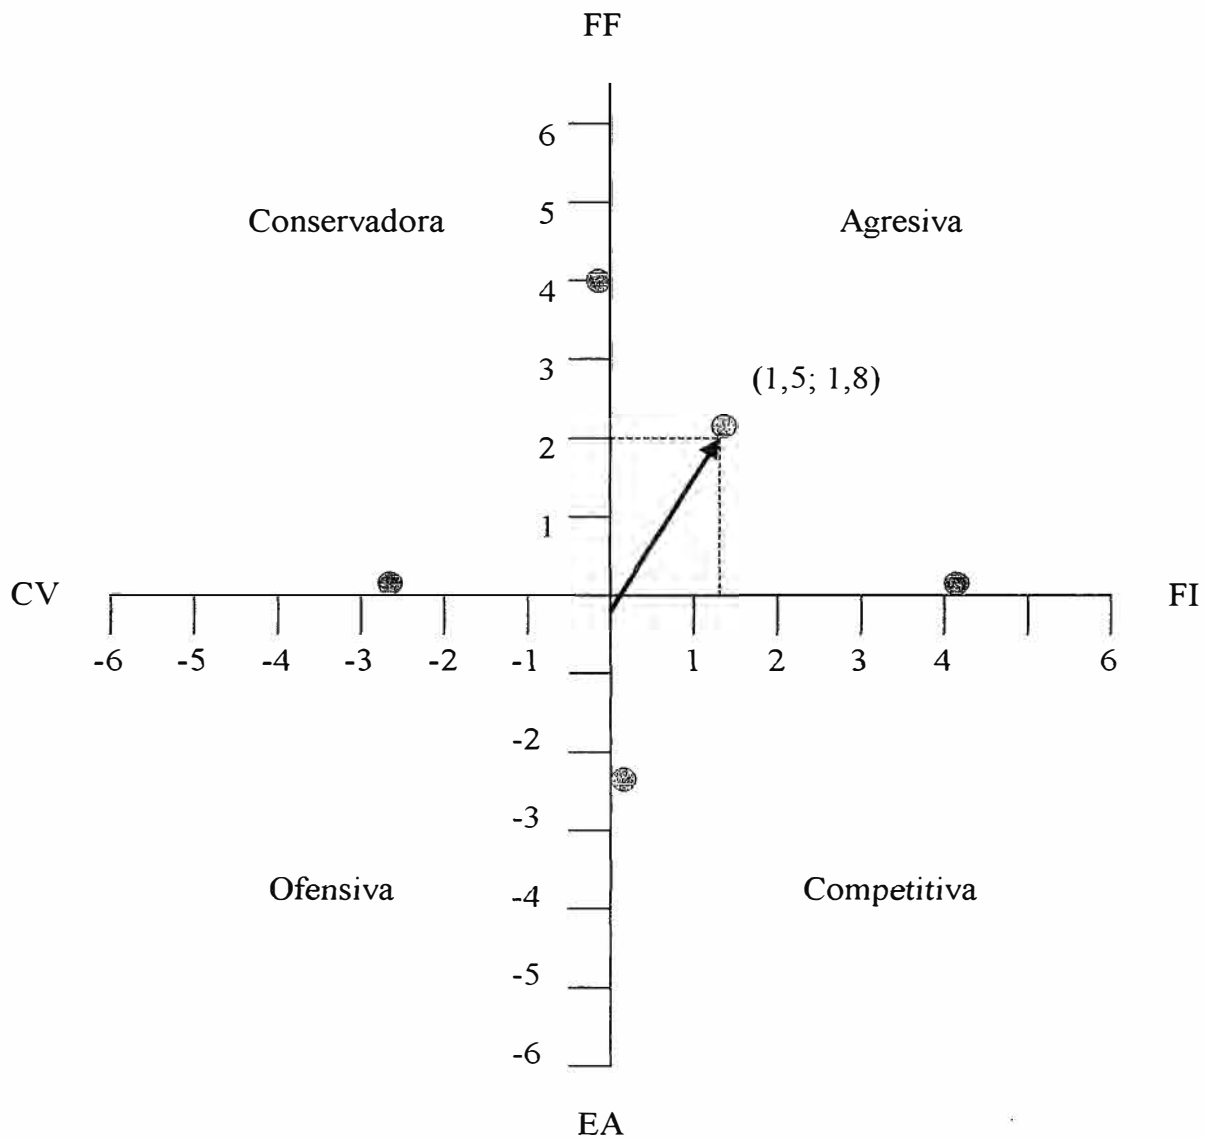 FF
6
5
Conservadora
Agresiva
4
3
(1,5; 1,8)
2
1
CV
FI
-6 -5 -4 -3 -2 -1 1 2 3 4 6
-2
-3
Ofensiva
Competitiva
-4
-5
-6
EA